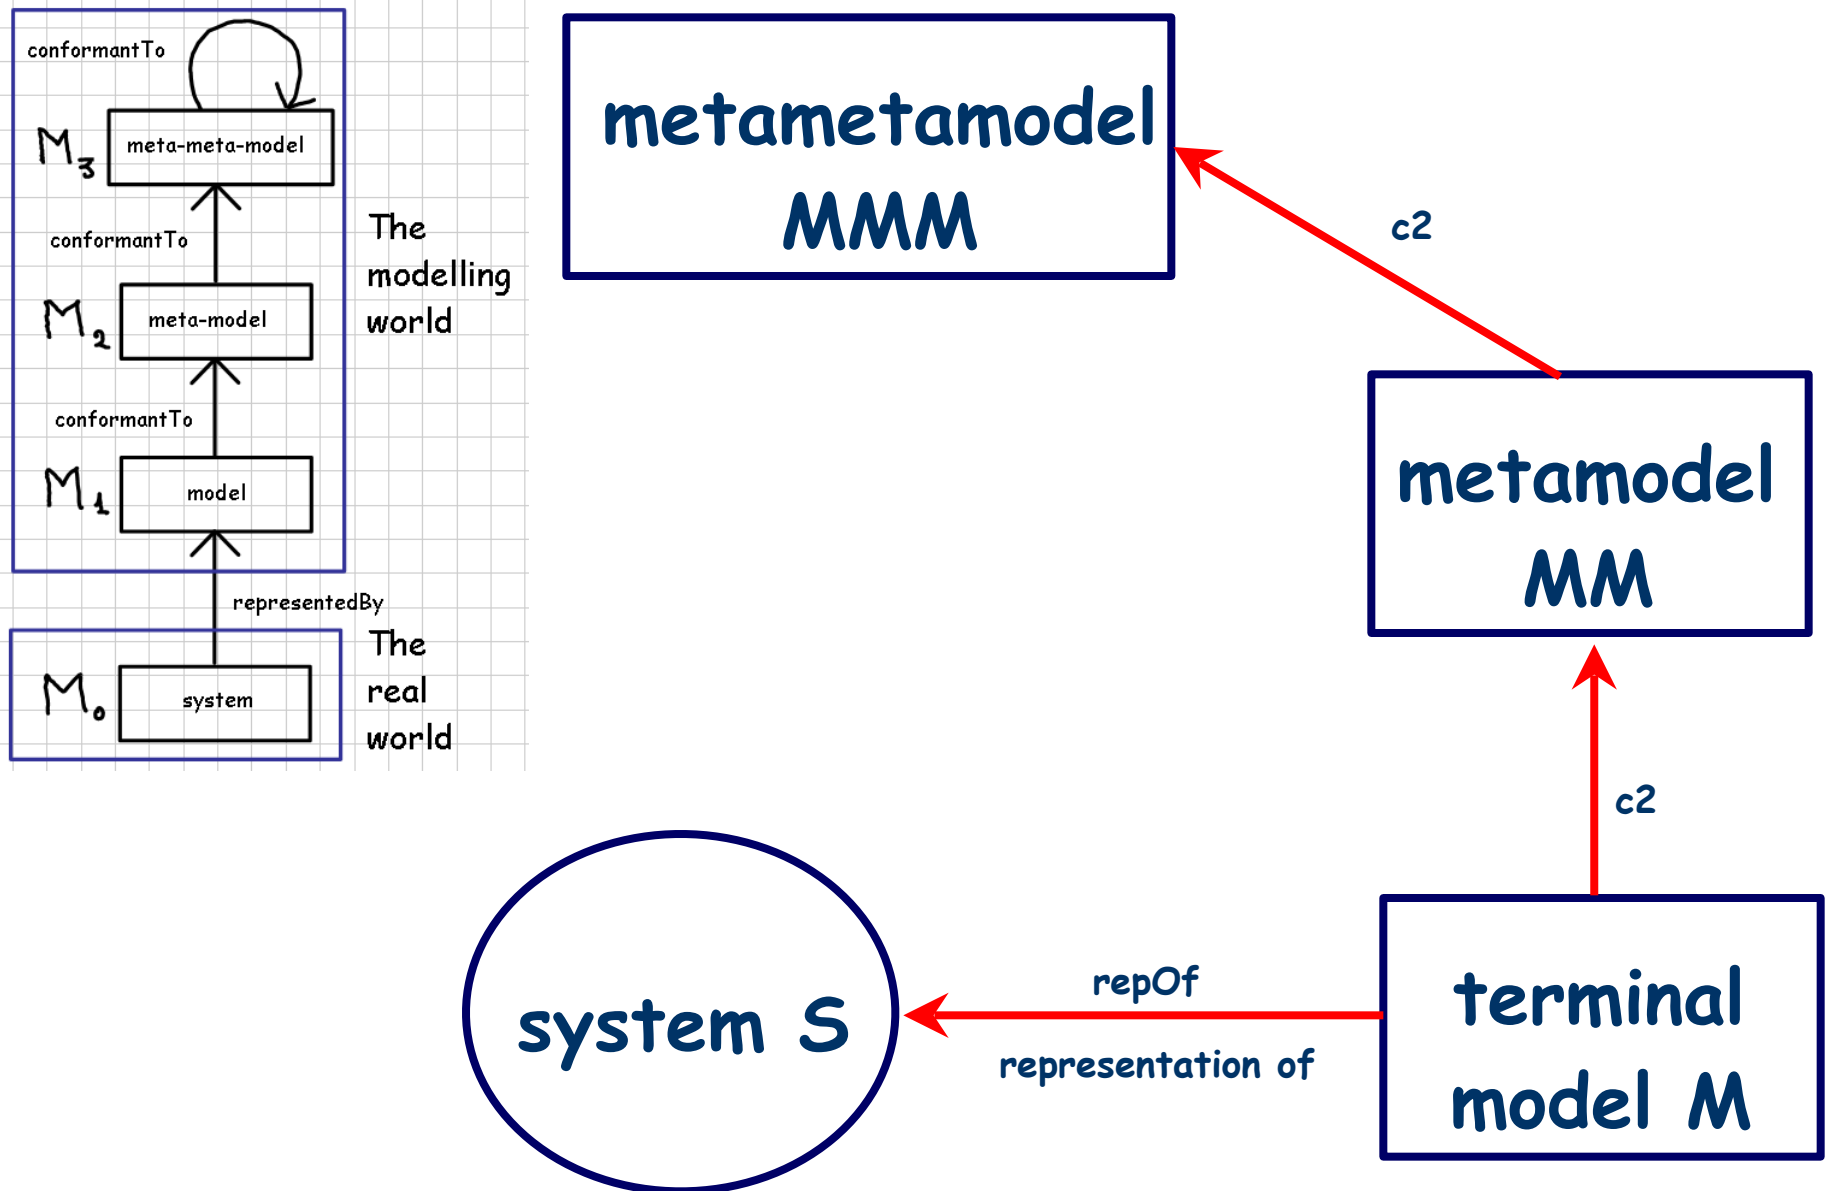 conformantTo
M3
meta-meta-model
conformantTo
The
modelling
world
M2
meta-model
conformantTo
M1
model
representedBy
The
real
world
M0
system
metametamodel
MMM
c2
metamodel
MM
c2
system S
repOf
representation of
terminal
model M